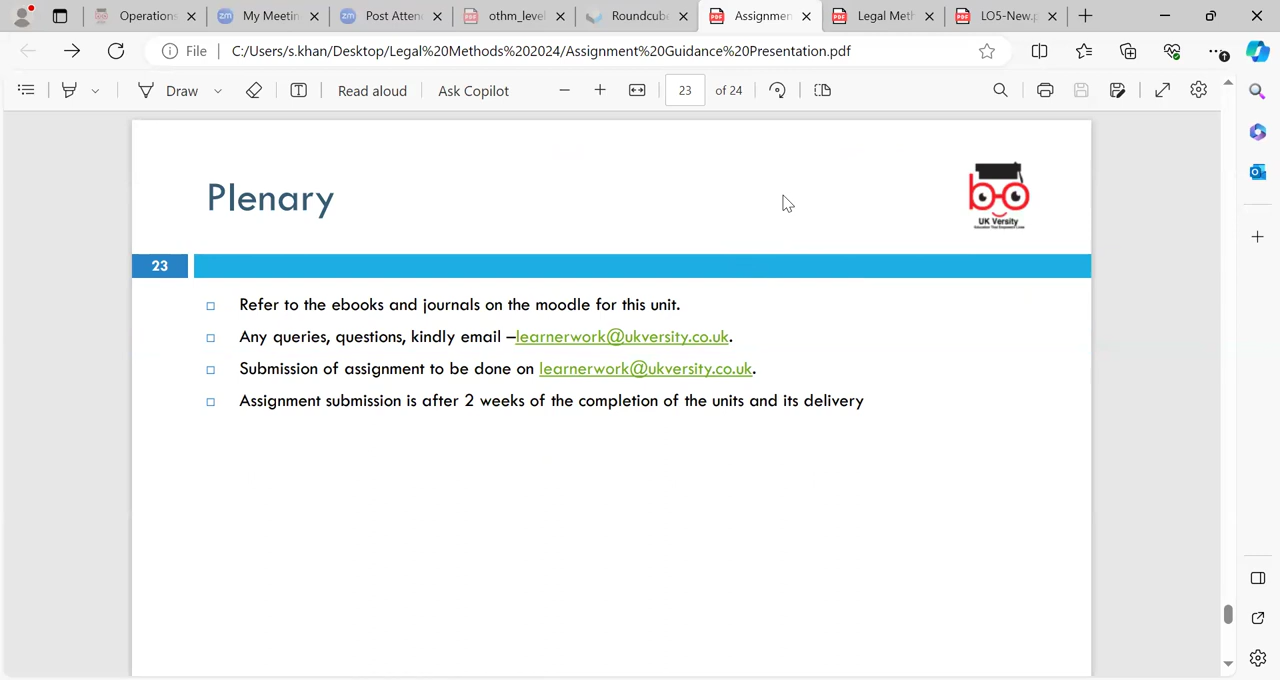 Operations
My Meetin
Post Atten
othm_level
Roundcube
Assignmen
Legal Meth
LO5-New.p
File
C:/Users/s.khan/Desktop/Legal%20Methods%202024/Assignment%20Guidance%20Presentation.pdf
Draw
Read aloud
Ask Copilot
23
of 24
Plenary
UK Versity
23
Refer to the ebooks and journals on the moodle for this unit.
Any queries, questions, kindly email –learnerwork@ukversity.co.uk.
Submission of assignment to be done on learnerwork@ukversity.co.uk.
Assignment submission is after 2 weeks of the completion of the units and its delivery